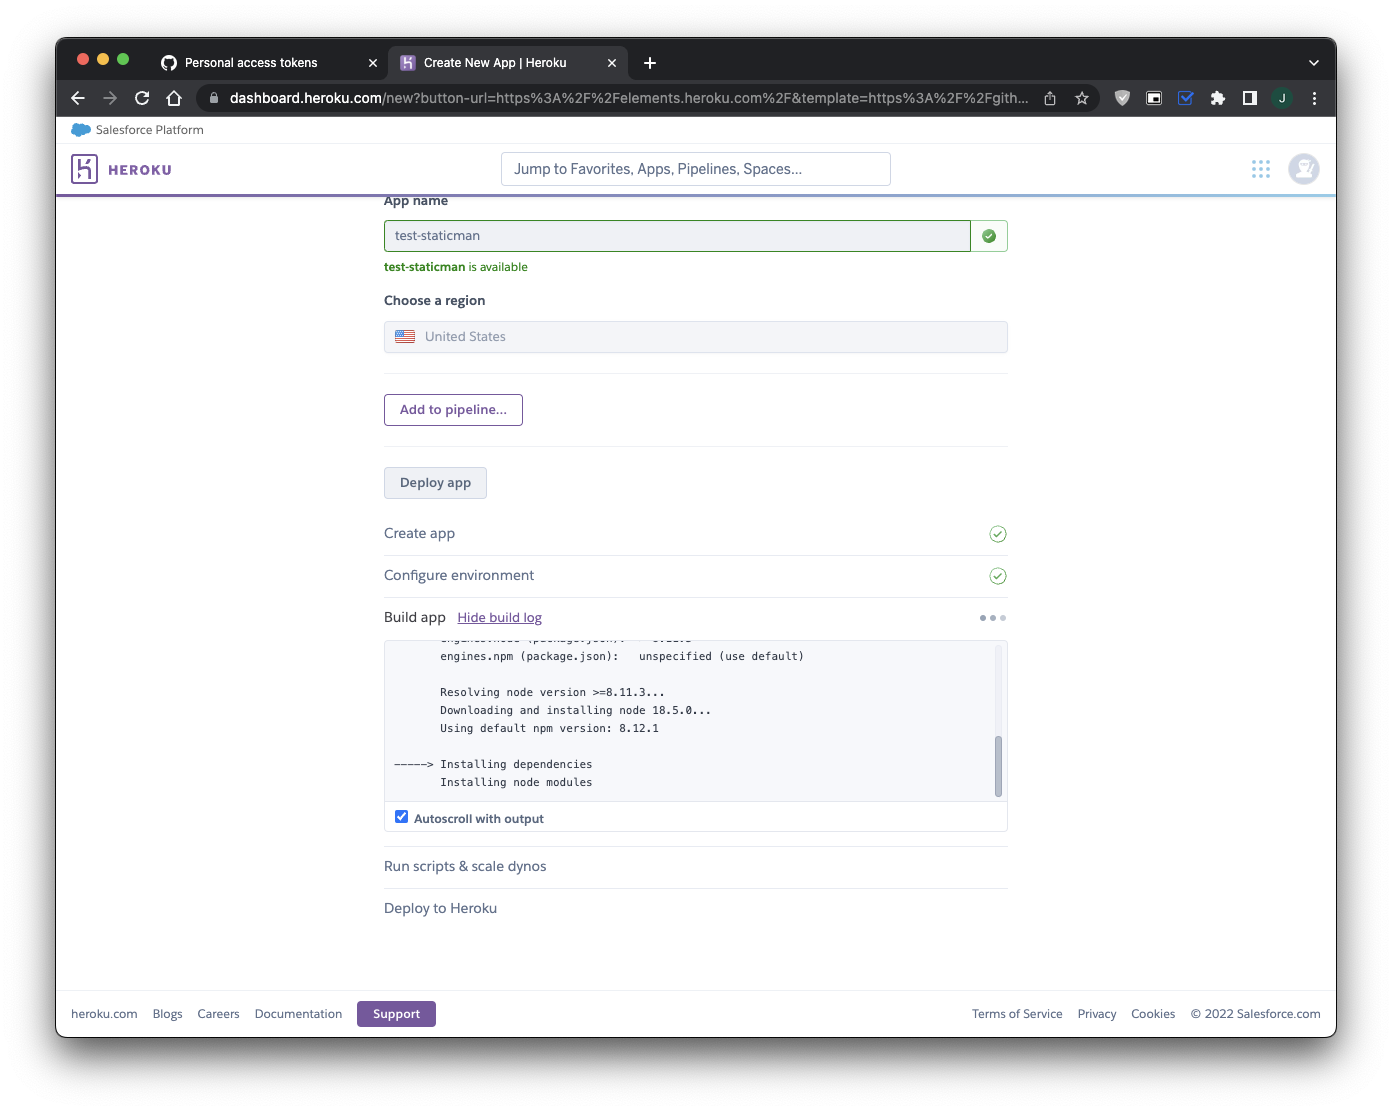 Personal access tokens
Create New App | Heroku
dashboard.heroku.com/new?button-url=https%3A%2F%2Felements.heroku.com%2F&template=https%3A%2F%2Fgith...
J
Salesforce Platform
HEROKU
Jump to Favorites, Apps, Pipelines, Spaces...
App name
test-staticman
test-staticman is available
Choose a region
United States
Add to pipeline...
Deploy app
Create app
Configure environment
Build app Hide build log
engines.npm (package.json): unspecified (use default)
Resolving node version >=8.11.3...
Downloading and installing node 18.5.0...
Using default npm version: 8.12.1
-----> Installing dependencies
Installing node modules
Autoscroll with output
Run scripts & scale dynos
Deploy to Heroku
heroku.com Blogs Careers Documentation Support
Terms of Service Privacy Cookies © 2022 Salesforce.com